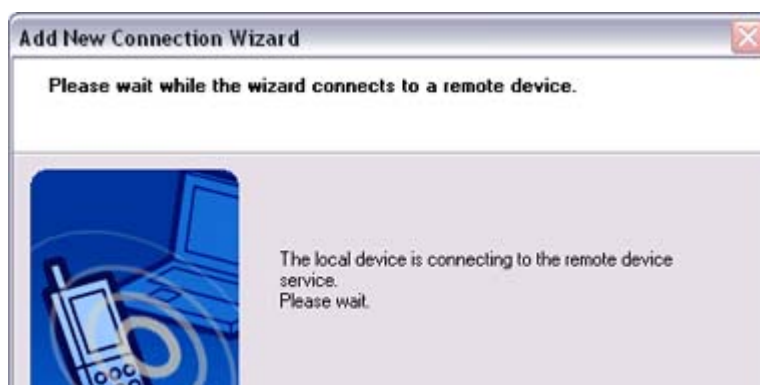 Add New Connection Wizard
Please wait while the wizard connects to a remote device.
The local device is connecting to the remote device
service.
Please wait.